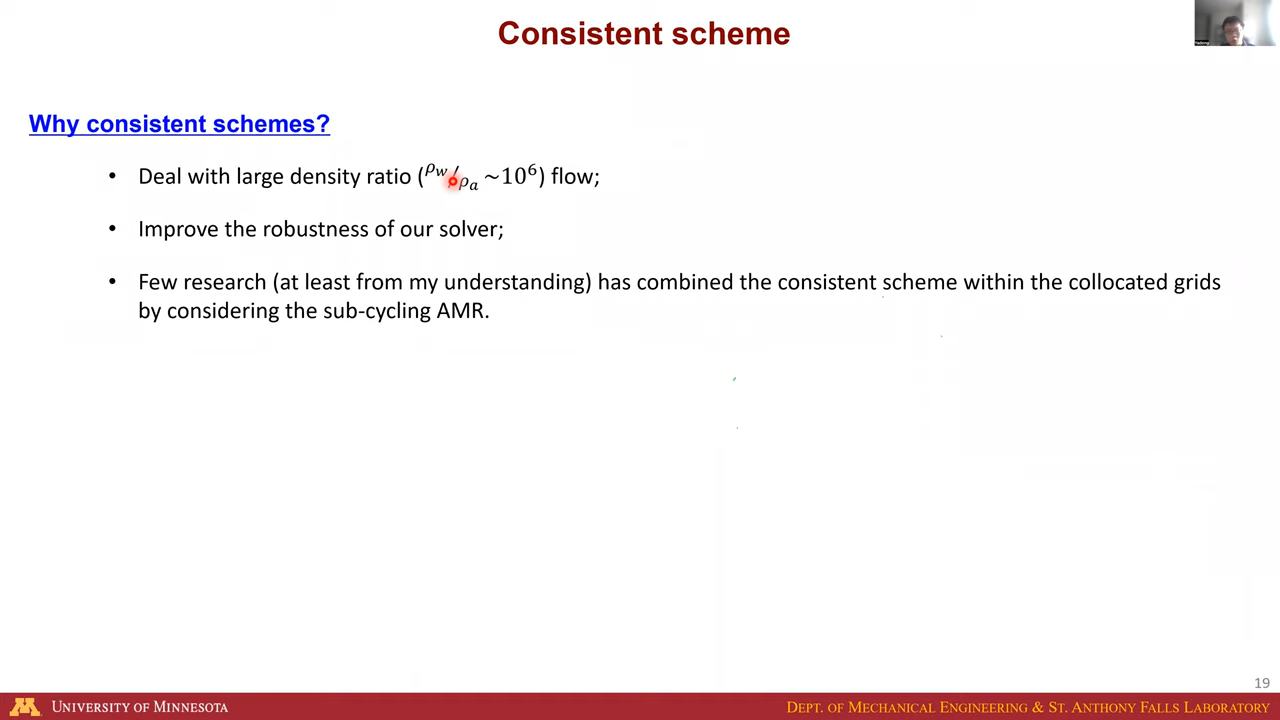 Consistent scheme
Why consistent schemes?
• Deal with large density ratio (ρw/ρa ~10⁶) flow;
• Improve the robustness of our solver;
• Few research (at least from my understanding) has combined the consistent scheme within the collocated grids
by considering the sub-cycling AMR.
19
UNIVERSITY OF MINNESOTA
DEPT. OF MECHANICAL ENGINEERING & ST. ANTHONY FALLS LABORATORY